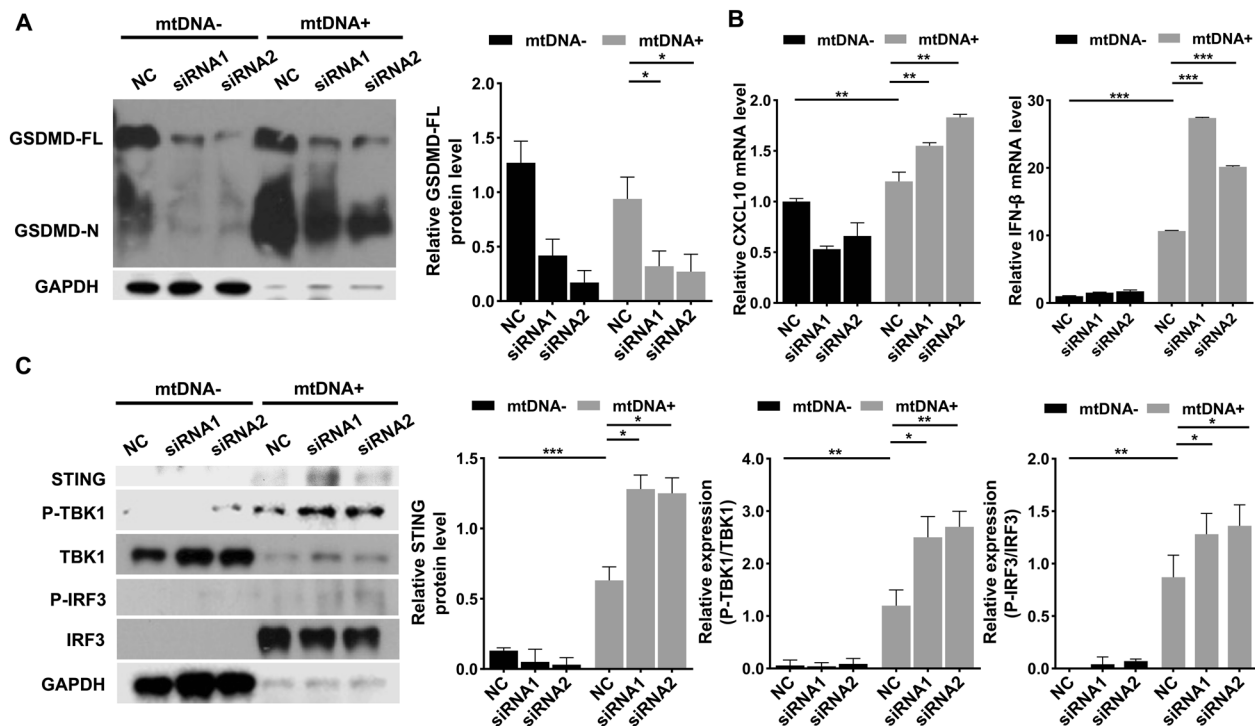 A
mtDNA- mtDNA+
NC siRNA1 siRNA2 NC siRNA1 siRNA2
GSDMD-FL
GSDMD-N
GAPDH
mtDNA- mtDNA+
*
*
Relative GSDMD-FL
protein level
2.0
1.5
1.0
0.5
0.0
NC siRNA1 siRNA2 NC siRNA1 siRNA2
B
mtDNA- mtDNA+
**
**
**
Relative CXCL10 mRNA level
2.0
1.5
1.0
0.5
0.0
NC siRNA1 siRNA2 NC siRNA1 siRNA2
mtDNA- mtDNA+
***
***
***
Relative IFN-β mRNA level
30
20
10
0
NC siRNA1 siRNA2 NC siRNA1 siRNA2
C
mtDNA- mtDNA+
NC siRNA1 siRNA2 NC siRNA1 siRNA2
STING
P-TBK1
TBK1
P-IRF3
IRF3
GAPDH
mtDNA- mtDNA+
*
*
***
Relative STING
protein level
1.5
1.0
0.5
0.0
NC siRNA1 siRNA2 NC siRNA1 siRNA2
mtDNA- mtDNA+
**
*
**
Relative expression
(P-TBK1/TBK1)
4.0
3.0
2.0
1.0
0.0
NC siRNA1 siRNA2 NC siRNA1 siRNA2
mtDNA- mtDNA+
*
*
**
Relative expression
(P-IRF3/IRF3)
2.0
1.5
1.0
0.5
0.0
NC siRNA1 siRNA2 NC siRNA1 siRNA2